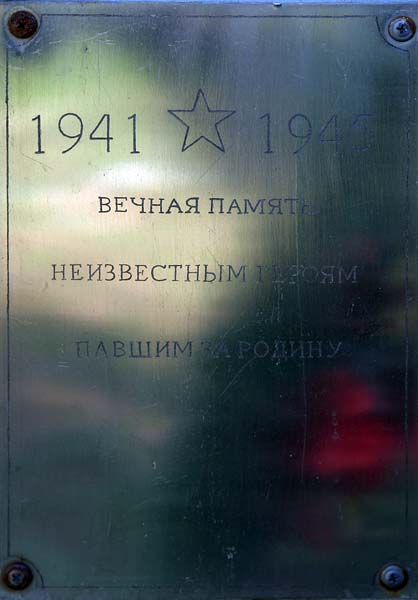 1941 1945
ВЕЧНАЯ ПАМЯТЬ
НЕИЗВЕСТНЫМ ГЕРОЯМ
ПАВШИМ ЗА РОДИНУ